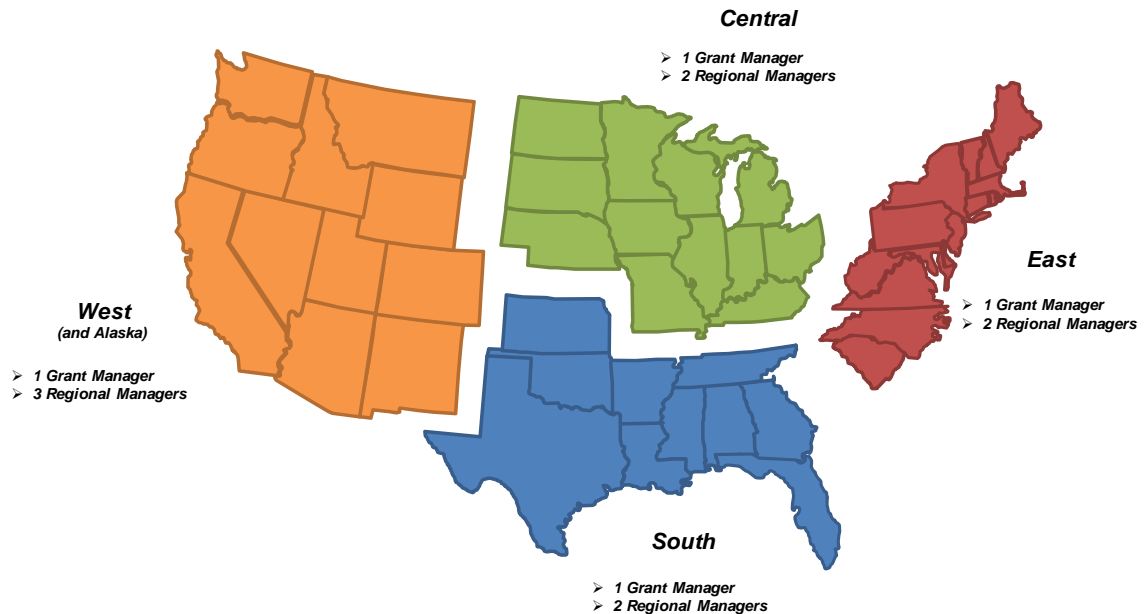 Central
➢ 1 Grant Manager
➢ 2 Regional Managers
East
➢ 1 Grant Manager
➢ 2 Regional Managers
West
(and Alaska)
➢ 1 Grant Manager
➢ 3 Regional Managers
South
➢ 1 Grant Manager
➢ 2 Regional Managers